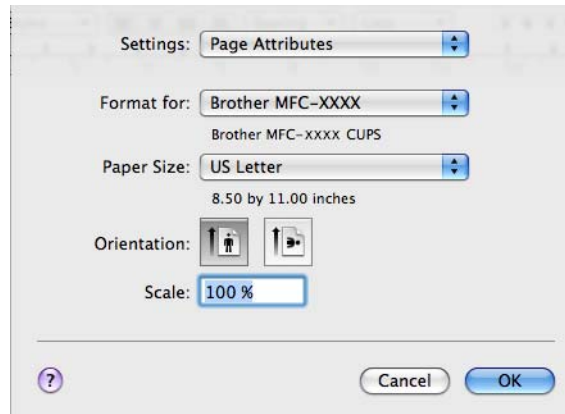 Settings: Page Attributes
Format for: Brother MFC-XXXX
Brother MFC-XXXX CUPS
Paper Size: US Letter
8.50 by 11.00 inches
Orientation:
Scale: 100 %
? Cancel OK